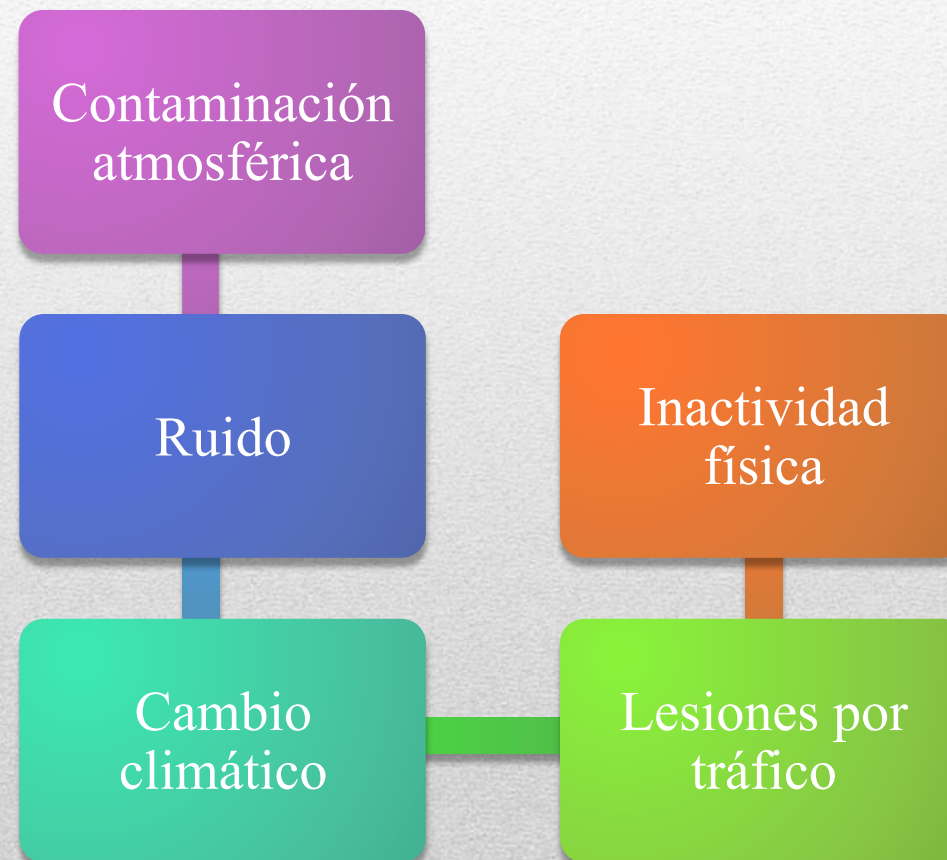 Contaminación
atmosférica
Ruido
Cambio
climático
Lesiones por
tráfico
Inactividad
física